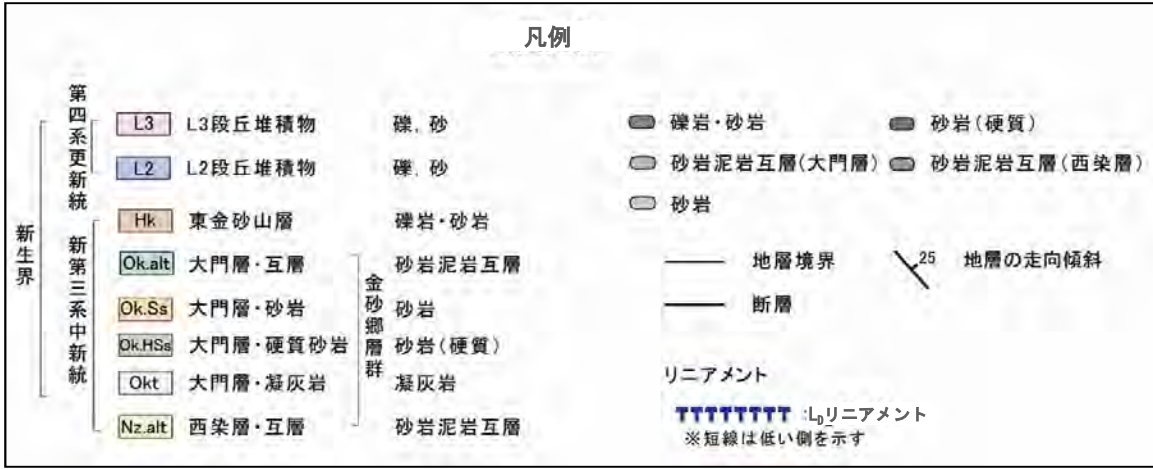 凡例
新生界
第四系更新統
L3 L3段丘堆積物 礫，砂
L2 L2段丘堆積物 礫，砂
新第三系中新統
Hk 東金砂山層 礫岩・砂岩
Ok.alt 大門層・互層 砂岩泥岩互層
Ok.Ss 大門層・砂岩 砂岩
Ok.HSs 大門層・硬質砂岩 砂岩(硬質)
Okt 大門層・凝灰岩 凝灰岩
Nz.alt 西染層・互層 砂岩泥岩互層
金砂郷層群
礫岩・砂岩 砂岩(硬質)
砂岩泥岩互層(大門層) 砂岩泥岩互層(西染層)
砂岩
地層境界 25 地層の走向傾斜
断層
リニアメント
:LDリニアメント
※短線は低い側を示す